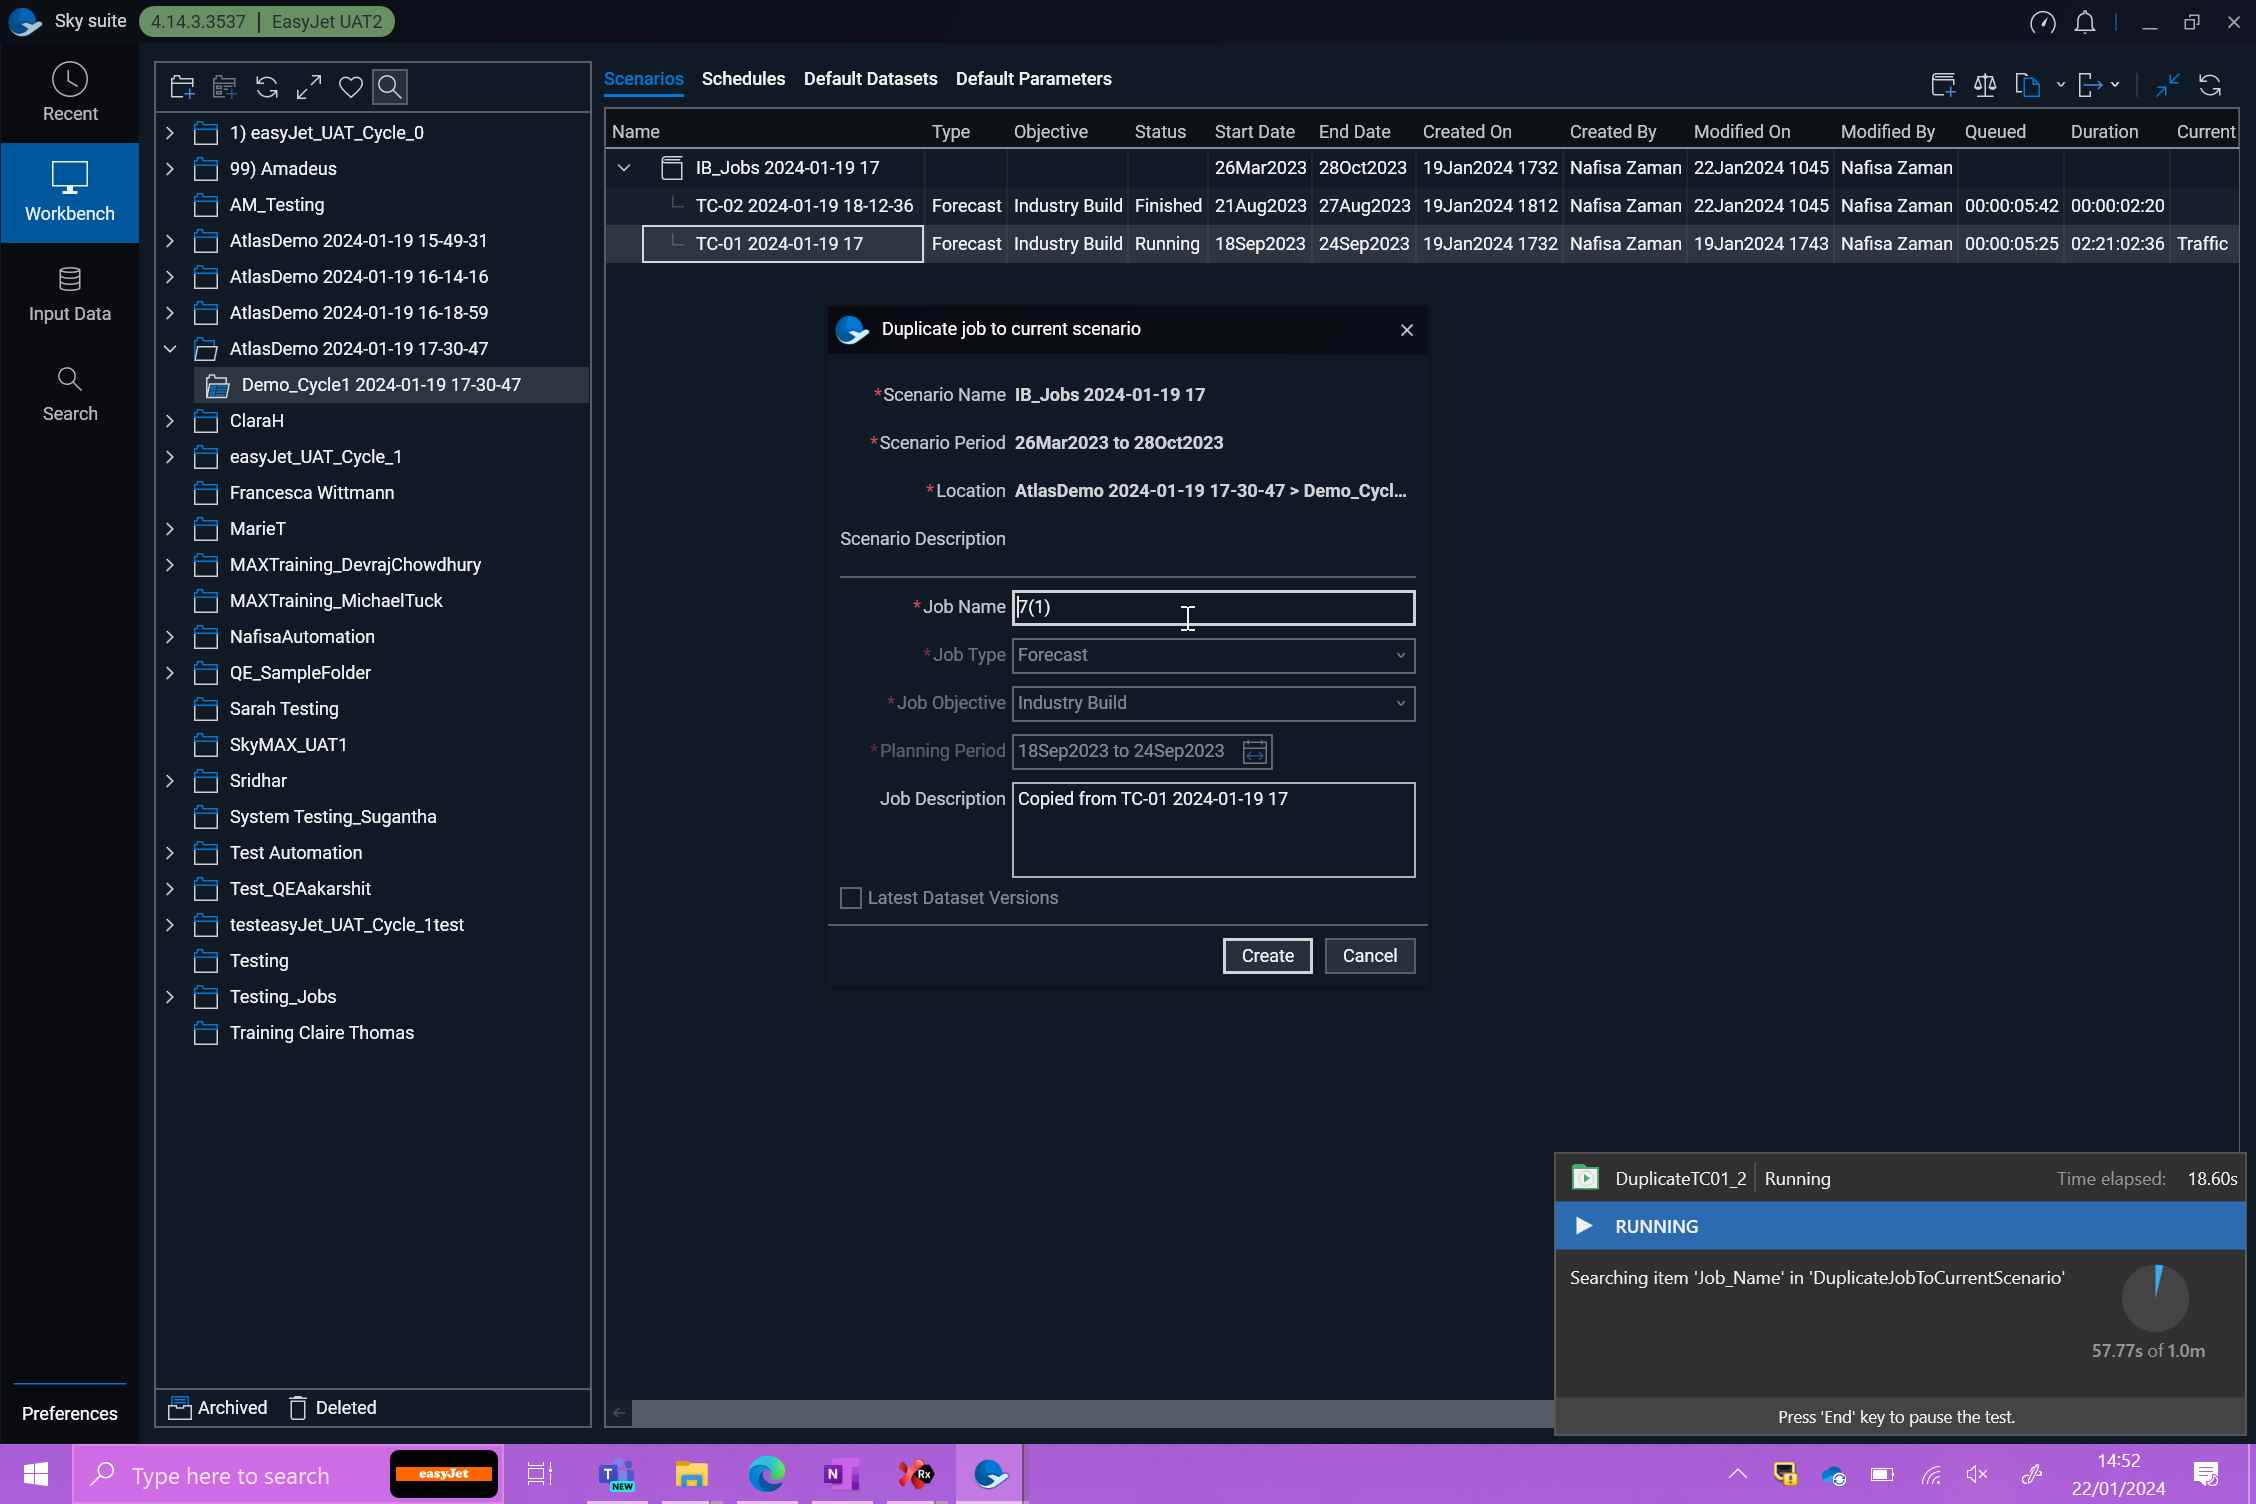 Sky suite 4.14.3.3537 | EasyJet UAT2
Recent
Workbench
Input Data
Search
Preferences
1) easyJet_UAT_Cycle_0
99) Amadeus
AM_Testing
AtlasDemo 2024-01-19 15-49-31
AtlasDemo 2024-01-19 16-14-16
AtlasDemo 2024-01-19 16-18-59
AtlasDemo 2024-01-19 17-30-47
Demo_Cycle1 2024-01-19 17-30-47
ClaraH
easyJet_UAT_Cycle_1
Francesca Wittmann
MarieT
MAXTraining_DevrajChowdhury
MAXTraining_MichaelTuck
NafisaAutomation
QE_SampleFolder
Sarah Testing
SkyMAX_UAT1
Sridhar
System Testing_Sugantha
Test Automation
Test_QEAakarshit
testeasyJet_UAT_Cycle_1test
Testing
Testing_Jobs
Training Claire Thomas
Archived Deleted
Scenarios Schedules Default Datasets Default Parameters
Name Type Objective Status Start Date End Date Created On Created By Modified On Modified By Queued Duration Current
IB_Jobs 2024-01-19 17 26Mar2023 28Oct2023 19Jan2024 1732 Nafisa Zaman 22Jan2024 1045 Nafisa Zaman
TC-02 2024-01-19 18-12-36 Forecast Industry Build Finished 21Aug2023 27Aug2023 19Jan2024 1812 Nafisa Zaman 22Jan2024 1045 Nafisa Zaman 00:00:05:42 00:00:02:20
TC-01 2024-01-19 17 Forecast Industry Build Running 18Sep2023 24Sep2023 19Jan2024 1732 Nafisa Zaman 19Jan2024 1743 Nafisa Zaman 00:00:05:25 02:21:02:36 Traffic
Duplicate job to current scenario
*Scenario Name IB_Jobs 2024-01-19 17
*Scenario Period 26Mar2023 to 28Oct2023
*Location AtlasDemo 2024-01-19 17-30-47 > Demo_Cycl...
Scenario Description
*Job Name 7(1)
*Job Type Forecast
*Job Objective Industry Build
*Planning Period 18Sep2023 to 24Sep2023
Job Description Copied from TC-01 2024-01-19 17
Latest Dataset Versions
Create Cancel
DuplicateTC01_2 | Running Time elapsed: 18.60s
RUNNING
Searching item 'Job_Name' in 'DuplicateJobToCurrentScenario'
57.77s of 1.0m
Press 'End' key to pause the test.
Type here to search
easyJet
T
NEW
N
Rx
14:52
22/01/2024